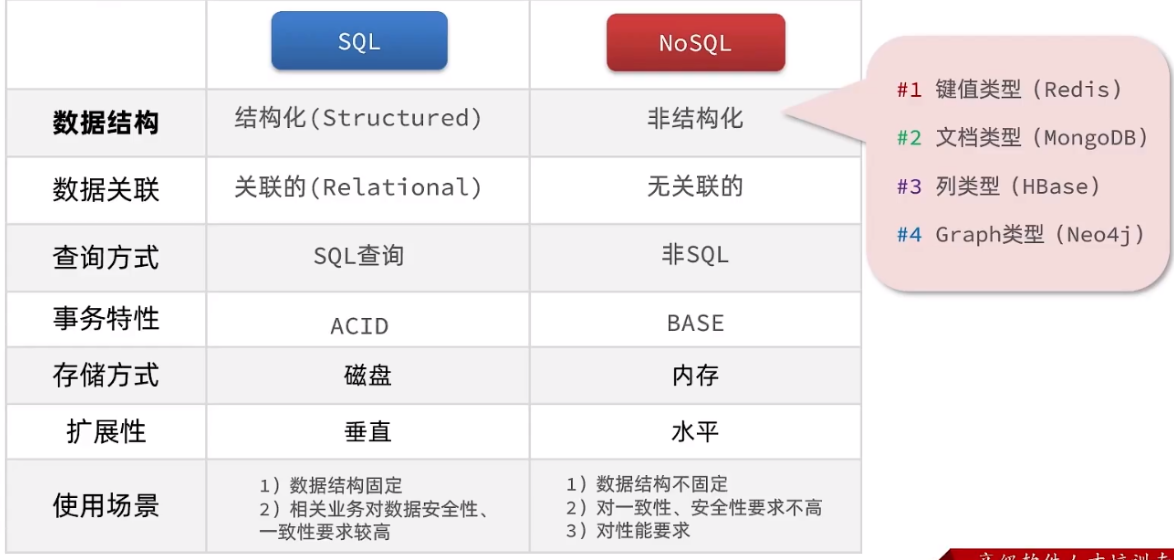 SQL
NoSQL
数据结构
结构化(Structured)
非结构化
#1 键值类型（Redis）
#2 文档类型（MongoDB）
#3 列类型（HBase）
#4 Graph类型（Neo4j）
数据关联
关联的(Relational)
无关联的
查询方式
SQL查询
非SQL
事务特性
ACID
BASE
存储方式
磁盘
内存
扩展性
垂直
水平
使用场景
1）数据结构固定
2）相关业务对数据安全性、
一致性要求较高
1）数据结构不固定
2）对一致性、安全性要求不高
3）对性能要求